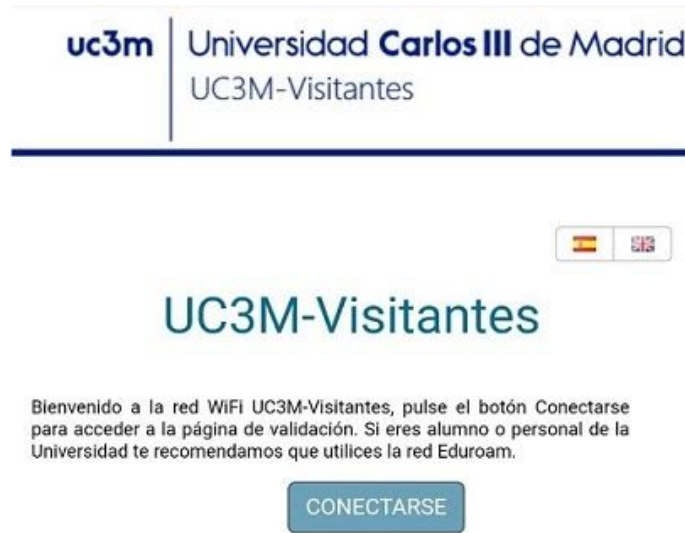 uc3m
Universidad Carlos III de Madrid
UC3M-Visitantes
UC3M-Visitantes
Bienvenido a la red WiFi UC3M-Visitantes, pulse el botón Conectarse
para acceder a la página de validación. Si eres alumno o personal de la
Universidad te recomendamos que utilices la red Eduroam.
CONECTARSE